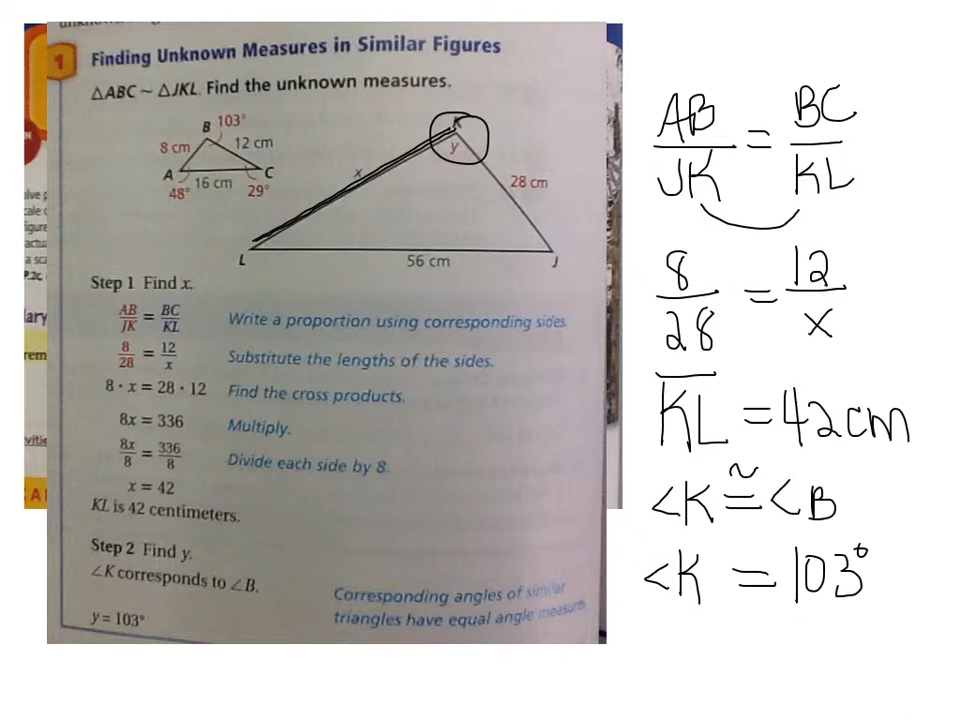 1
Finding Unknown Measures in Similar Figures
△ABC ~ △JKL. Find the unknown measures.
B 103°
8 cm
12 cm
A
C
16 cm
48°
29°
K
y
x
28 cm
L
56 cm
J
Step 1 Find x.
AB/JK = BC/KL Write a proportion using corresponding sides.
8/28 = 12/x Substitute the lengths of the sides.
8 · x = 28 · 12 Find the cross products.
8x = 336 Multiply.
8x/8 = 336/8 Divide each side by 8.
x = 42
KL is 42 centimeters.
Step 2 Find y.
∠K corresponds to ∠B.
Corresponding angles of similar
triangles have equal angle measures
y = 103°
AB/JK = BC/KL
8/28 = 12/x
KL = 42cm
<K ≅ <B
<K = 103°